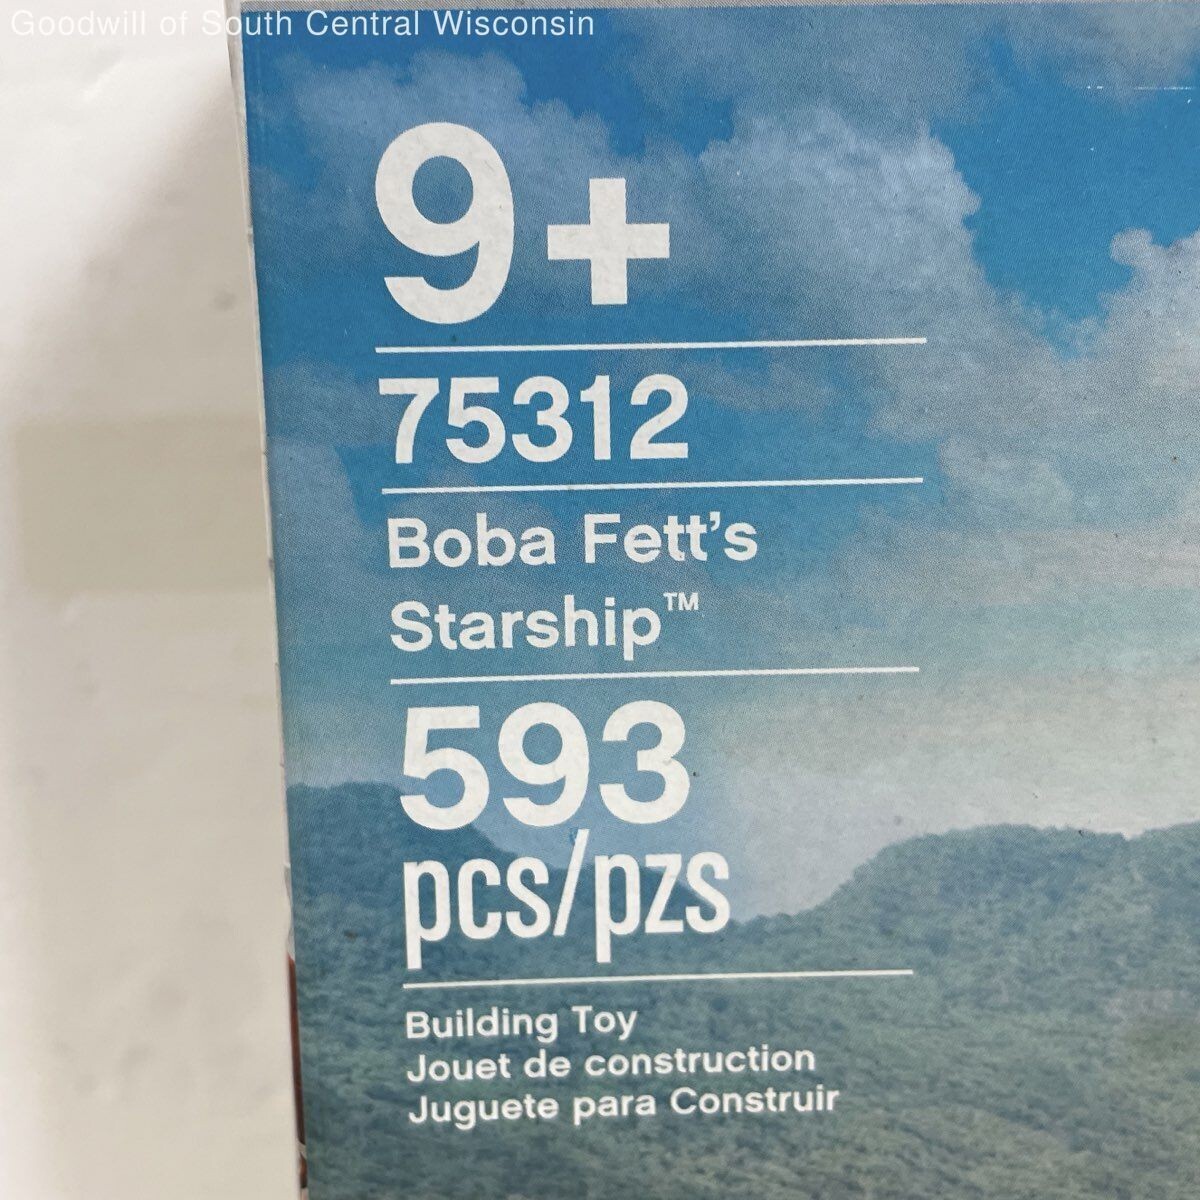 Goodwill of South Central Wisconsin
9+
75312
Boba Fett's
Starship™
593
pcs/pzs
Building Toy
Jouet de construction
Juguete para Construir